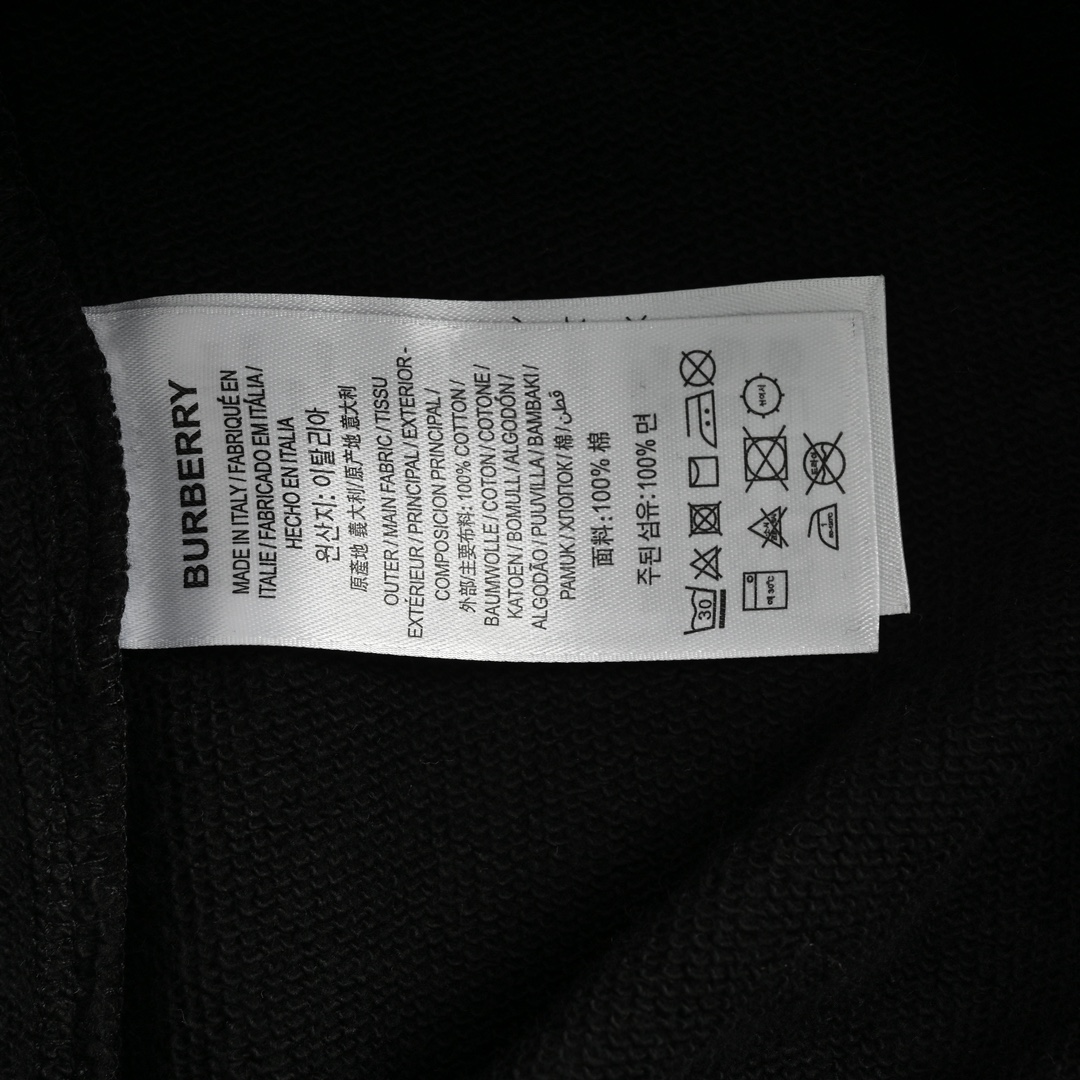 BURBERRY
MADE IN ITALY / FABRIQUÉ EN
ITALIE / FABRICADO EM ITÁLIA /
HECHO EN ITALIA
원산지: 이탈리아
原產地 義大利/原产地 意大利
OUTER / MAIN FABRIC / TISSU
EXTÉRIEUR / PRINCIPAL / EXTERIOR -
COMPOSICION PRINCIPAL /
外部/主要布料: 100% COTTON /
BAUMWOLLE / COTON / COTONE /
KATOEN / BOMULL / ALGODÓN /
ALGODÃO / PUUVILLA / BAMBAKI /
PAMUK / ХЛОПОК / 棉 / قطن
面料:100% 棉
주된 섬유:100% 면
30